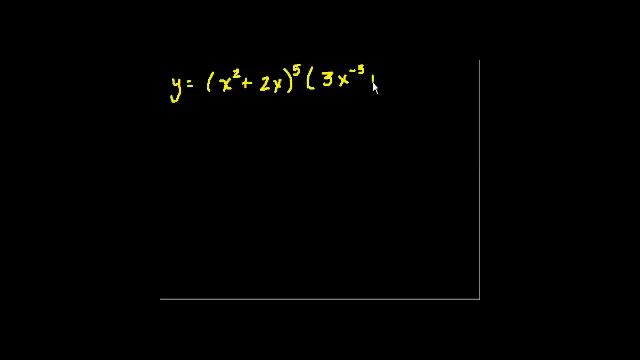 y = (x² + 2x)⁵ (3x⁻³